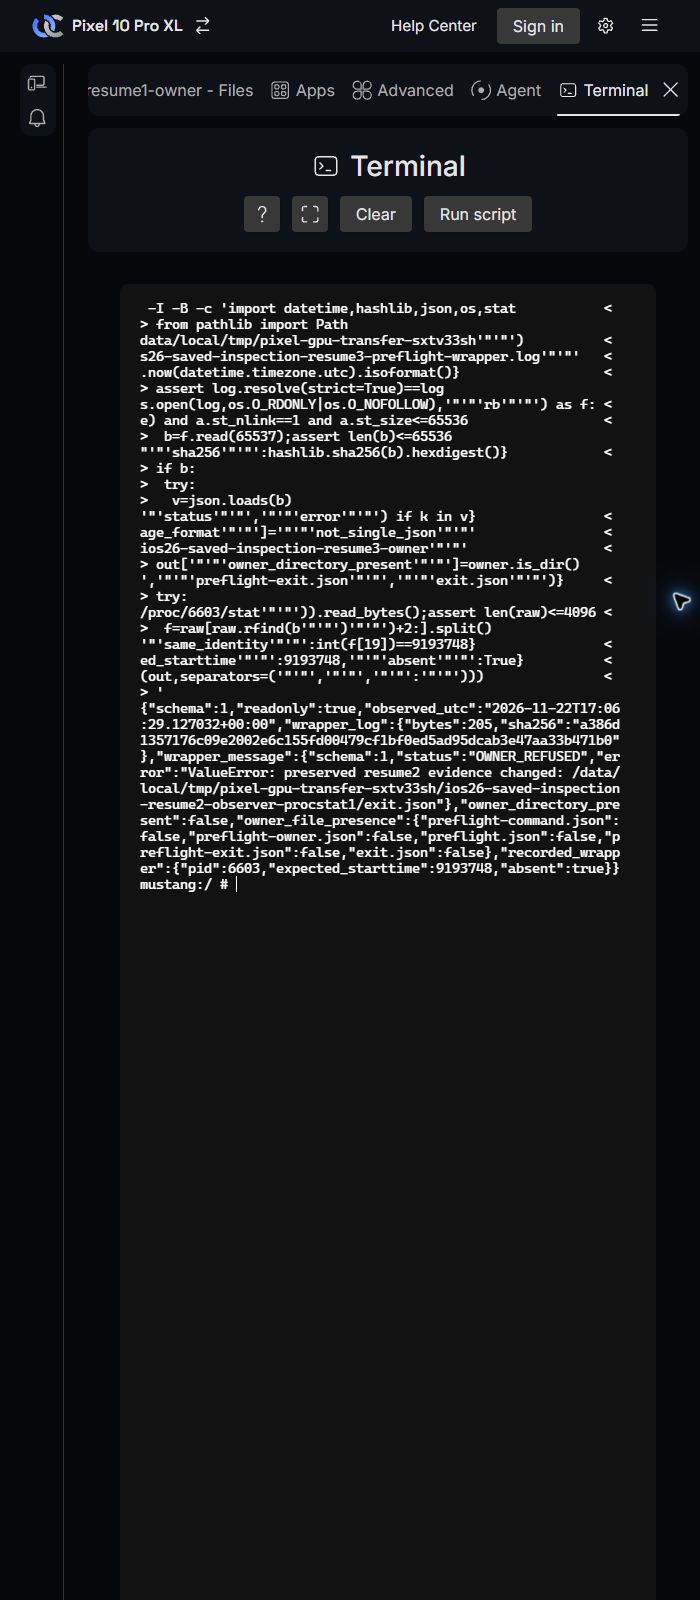 Pixel 10 Pro XL
Help Center
Sign in
resume1-owner - Files
Apps
Advanced
Agent
Terminal
Terminal
?
Clear
Run script
 -I -B -c 'import datetime,hashlib,json,os,stat <
> from pathlib import Path
data/local/tmp/pixel-gpu-transfer-sxtv33sh'"'"') <
s26-saved-inspection-resume3-preflight-wrapper.log'"'"' <
.now(datetime.timezone.utc).isoformat()} <
> assert log.resolve(strict=True)==log
s.open(log,os.O_RDONLY|os.O_NOFOLLOW),'"'"'rb'"'"') as f: <
e) and a.st_nlink==1 and a.st_size<=65536 <
>  b=f.read(65537);assert len(b)<=65536
"'"'sha256'"'"':hashlib.sha256(b).hexdigest()} <
> if b:
>  try:
>   v=json.loads(b)
'"'status'"'"','"'"'error'"'"') if k in v} <
age_format'"'"']='"'"'not_single_json'"'"' <
ios26-saved-inspection-resume3-owner'"'"' <
> out['"'"'owner_directory_present'"'"']=owner.is_dir()
','"'"'preflight-exit.json'"'"','"'"'exit.json'"'"')} <
> try:
/proc/6603/stat'"'"')).read_bytes();assert len(raw)<=4096 <
>  f=raw[raw.rfind(b'"'"')'"'"')+2:].split()
'"'same_identity'"'"':int(f[19])==9193748} <
ed_starttime'"'"':9193748,'"'"'absent'"'"':True} <
(out,separators=('"'"','"'"','"'"':'"'"'))) <
> '
{"schema":1,"readonly":true,"observed_utc":"2026-11-22T17:06
:29.127032+00:00","wrapper_log":{"bytes":205,"sha256":"a386d
1357176c09e2002e6c155fd00479cf1bf0ed5ad95dcab3e47aa33b471b0"
},"wrapper_message":{"schema":1,"status":"OWNER_REFUSED","er
ror":"ValueError: preserved resume2 evidence changed: /data/
local/tmp/pixel-gpu-transfer-sxtv33sh/ios26-saved-inspection
-resume2-observer-procstat1/exit.json"},"owner_directory_pre
sent":false,"owner_file_presence":{"preflight-command.json":
false,"preflight-owner.json":false,"preflight.json":false,"p
reflight-exit.json":false,"exit.json":false},"recorded_wrapp
er":{"pid":6603,"expected_starttime":9193748,"absent":true}}
mustang:/ #